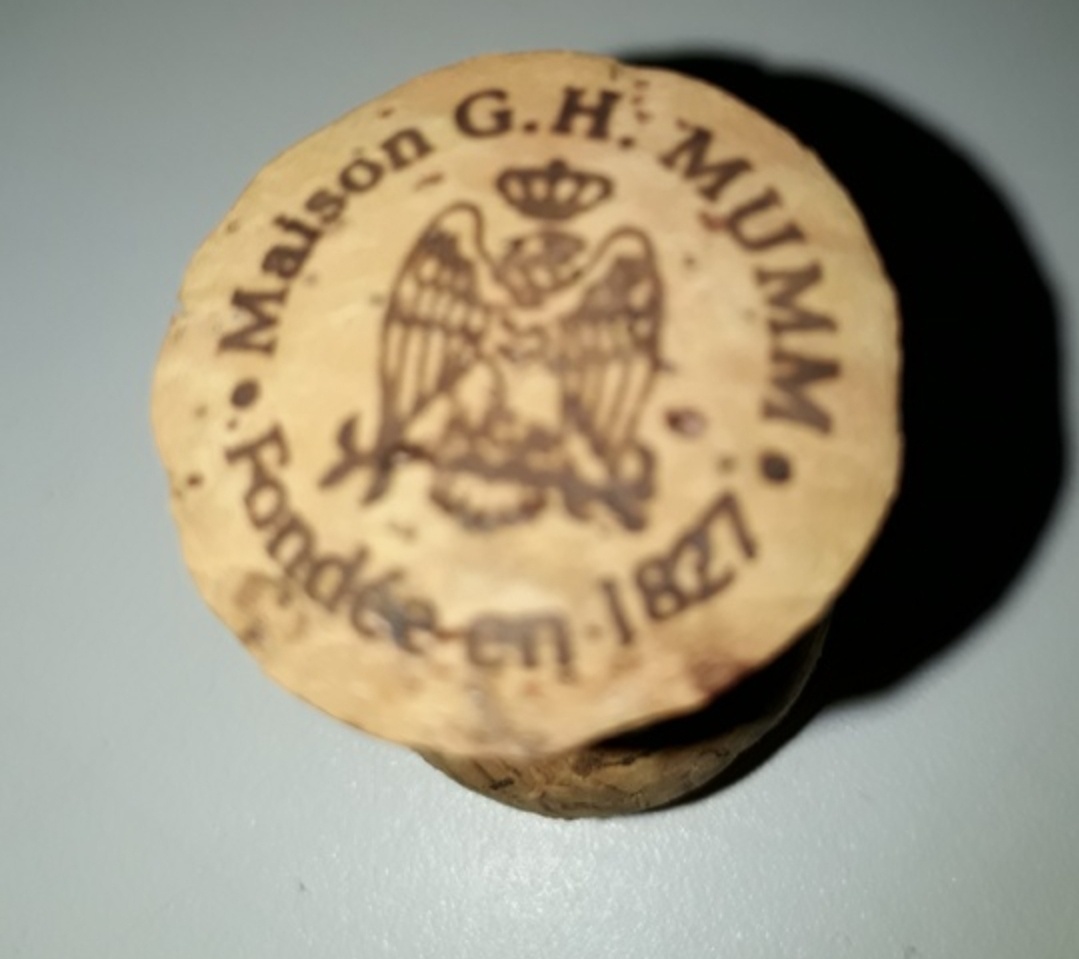 • Maison G.H. MUMM •
Fondée en 1827